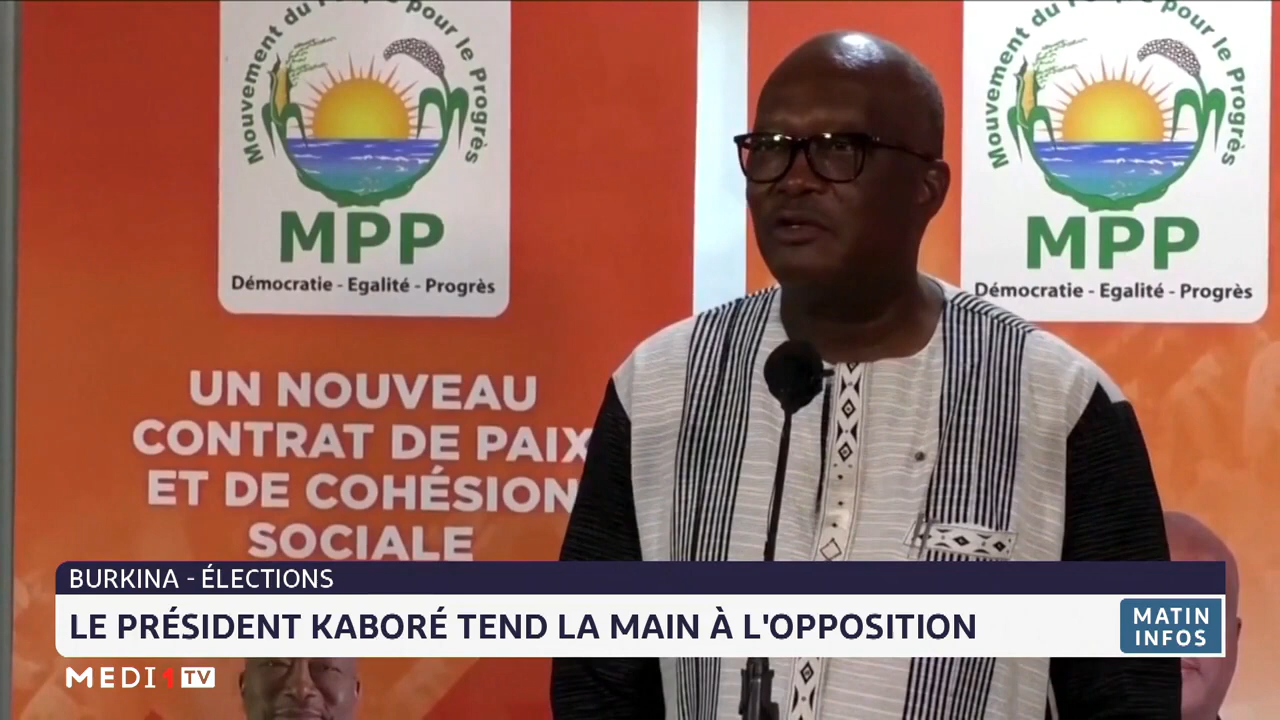 Mouvement du Peuple pour le Progrès
MPP
Démocratie - Egalité - Progrès
Mouvement du Peuple pour le Progrès
MPP
Démocratie - Egalité - Progrès
UN NOUVEAU
CONTRAT DE PAIX
ET DE COHÉSION
SOCIALE
BURKINA - ÉLECTIONS
LE PRÉSIDENT KABORÉ TEND LA MAIN À L'OPPOSITION
MATIN
INFOS
MEDI1TV